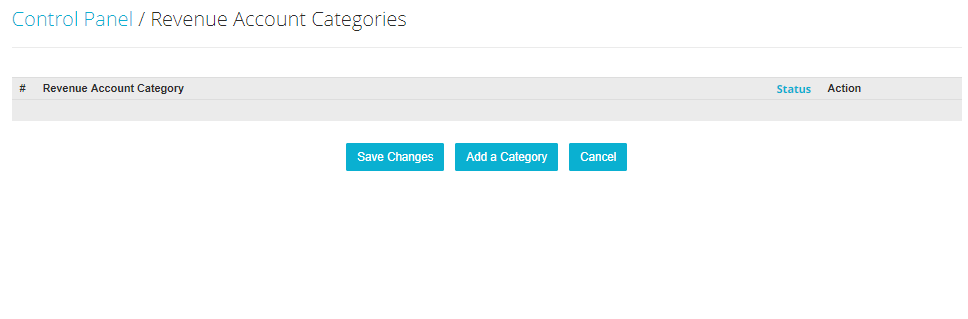 Control Panel / Revenue Account Categories
# Revenue Account Category Status Action
Save Changes Add a Category Cancel